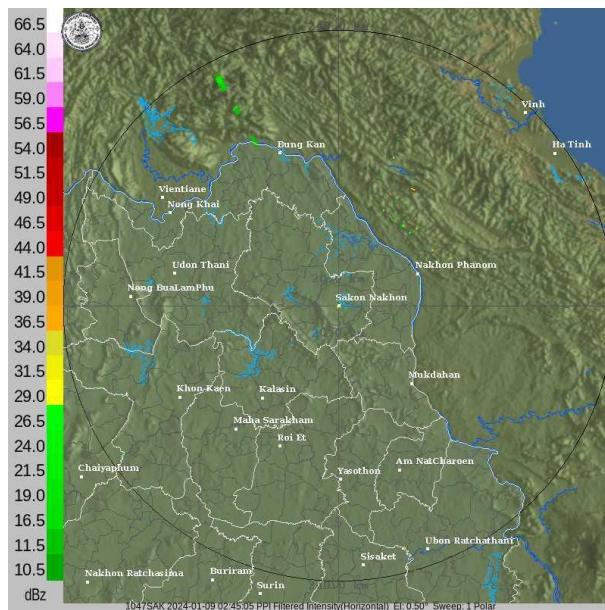 66.5
64.0
61.5
59.0
56.5
54.0
51.5
49.0
46.5
44.0
41.5
39.0
36.5
34.0
31.5
29.0
26.5
24.0
21.5
19.0
16.5
11.5
10.5
dBz
Vinh
Ha Tinh
Bung Kan
Vientiane
Nong Khai
Udon Thani
Nakhon Phanom
Nong BuaLamPhu
Sakon Nakhon
Mukdahan
Khon Kaen
Kalasin
Maha Sarakham
Roi Et
Chaiyaphum
Yasothon
Am NatCharoen
Ubon Ratchathani
Sisaket
Nakhon Ratchasima
Buriram
Surin
1047SAK 2024-01-09 02:45:05 PPI Filtered Intensity(Horizontal) El: 0.50° Sweep: 1 Polar